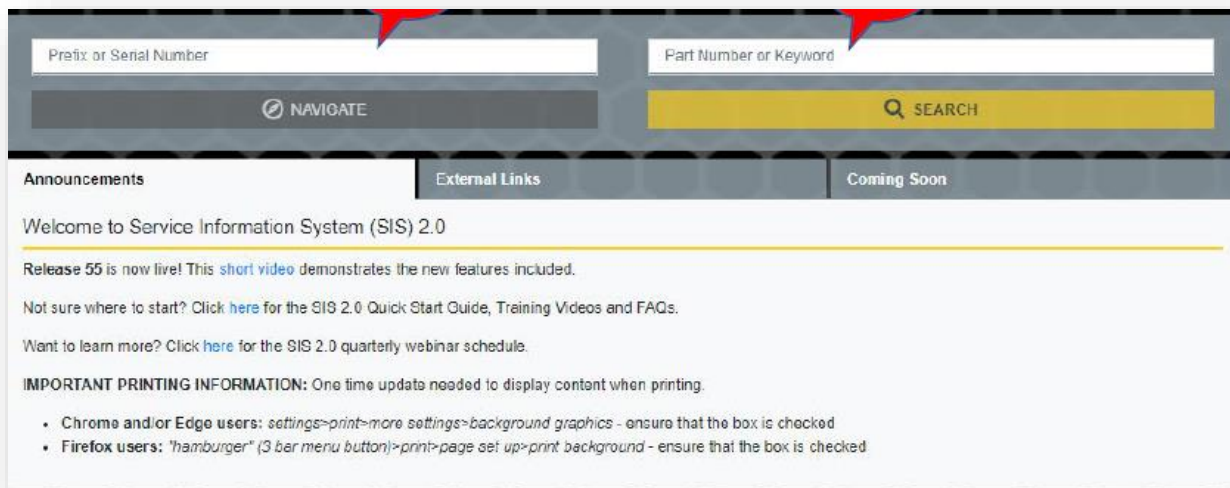 Prefix or Serial Number
Part Number or Keyword
NAVIGATE
SEARCH
Announcements
External Links
Coming Soon
Welcome to Service Information System (SIS) 2.0
Release 55 is now live! This short video demonstrates the new features included.
Not sure where to start? Click here for the SIS 2.0 Quick Start Guide, Training Videos and FAQs.
Want to learn more? Click here for the SIS 2.0 quarterly webinar schedule.
IMPORTANT PRINTING INFORMATION: One time update needed to display content when printing.
• Chrome and/or Edge users: settings>print>more settings>background graphics - ensure that the box is checked
• Firefox users: "hamburger" (3 bar menu button)>print>page set up>print background - ensure that the box is checked